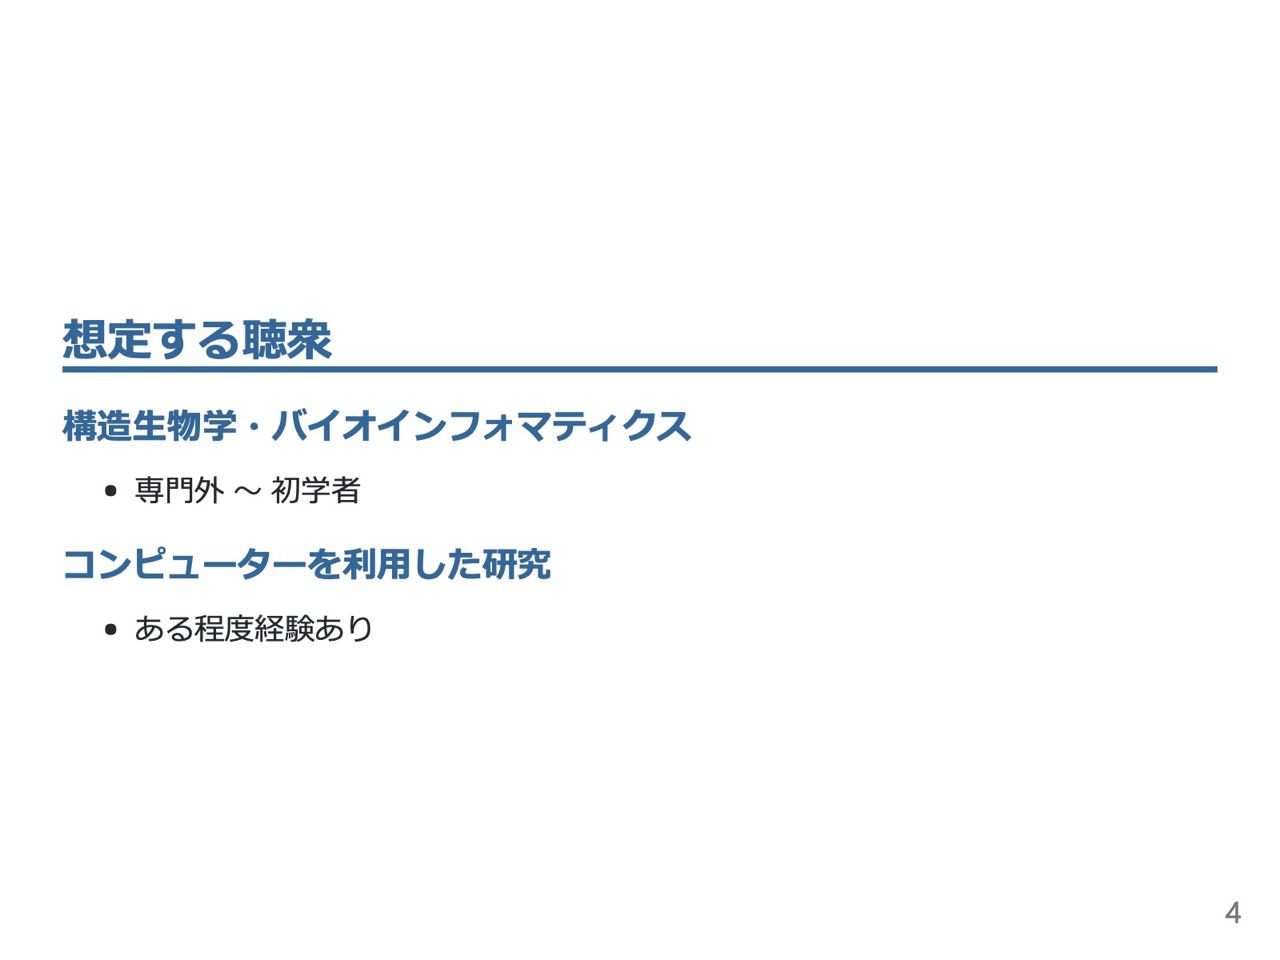 想定する聴衆
構造生物学・バイオインフォマティクス
• 専門外 〜 初学者
コンピューターを利用した研究
• ある程度経験あり
4